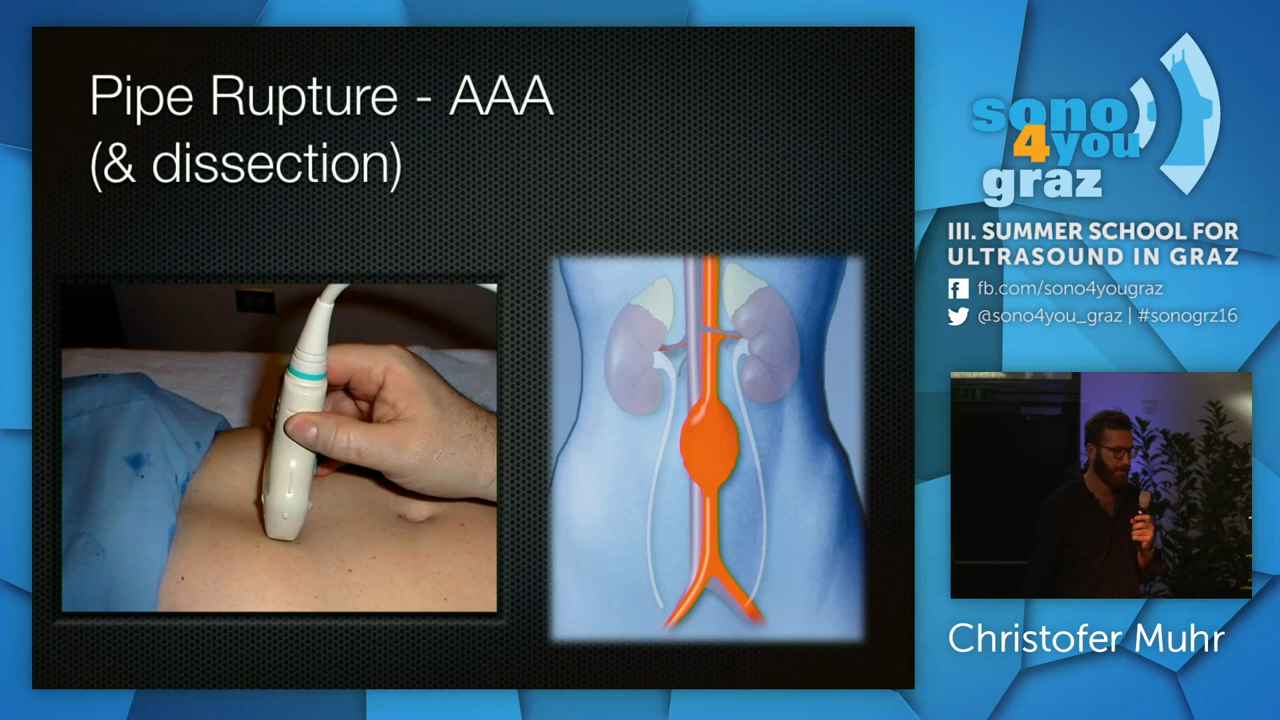 Pipe Rupture - AAA
(& dissection)
sono
4you
graz
III. SUMMER SCHOOL FOR
ULTRASOUND IN GRAZ
fb.com/sono4yougraz
@sono4you_graz | #sonogrz16
Christofer Muhr